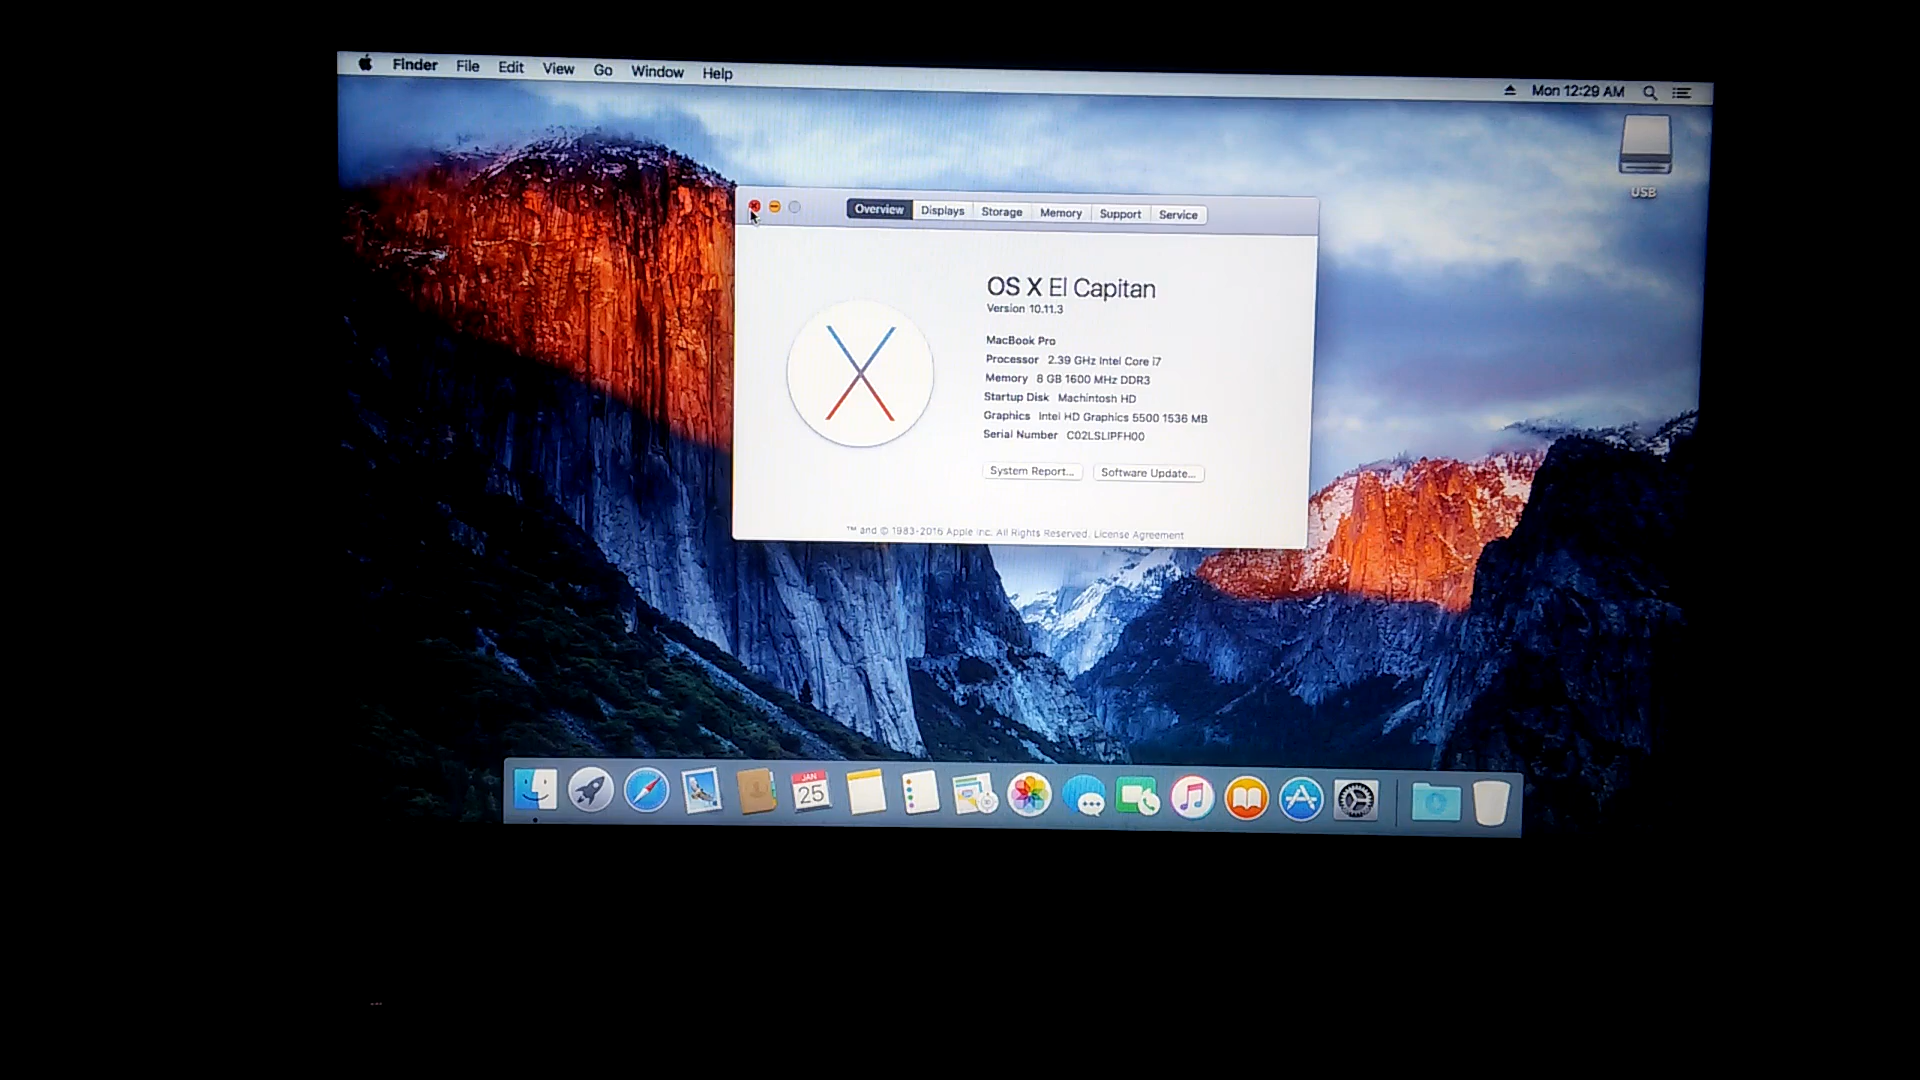 Finder File Edit View Go Window Help
Mon 12:29 AM
USB
Overview Displays Storage Memory Support Service
OS X El Capitan
Version 10.11.3
MacBook Pro
Processor 2.39 GHz Intel Core i7
Memory 8 GB 1600 MHz DDR3
Startup Disk Machintosh HD
Graphics Intel HD Graphics 5500 1536 MB
Serial Number C02LSLIPFH00
System Report... Software Update...
™ and © 1983-2016 Apple Inc. All Rights Reserved. License Agreement
JAN
25